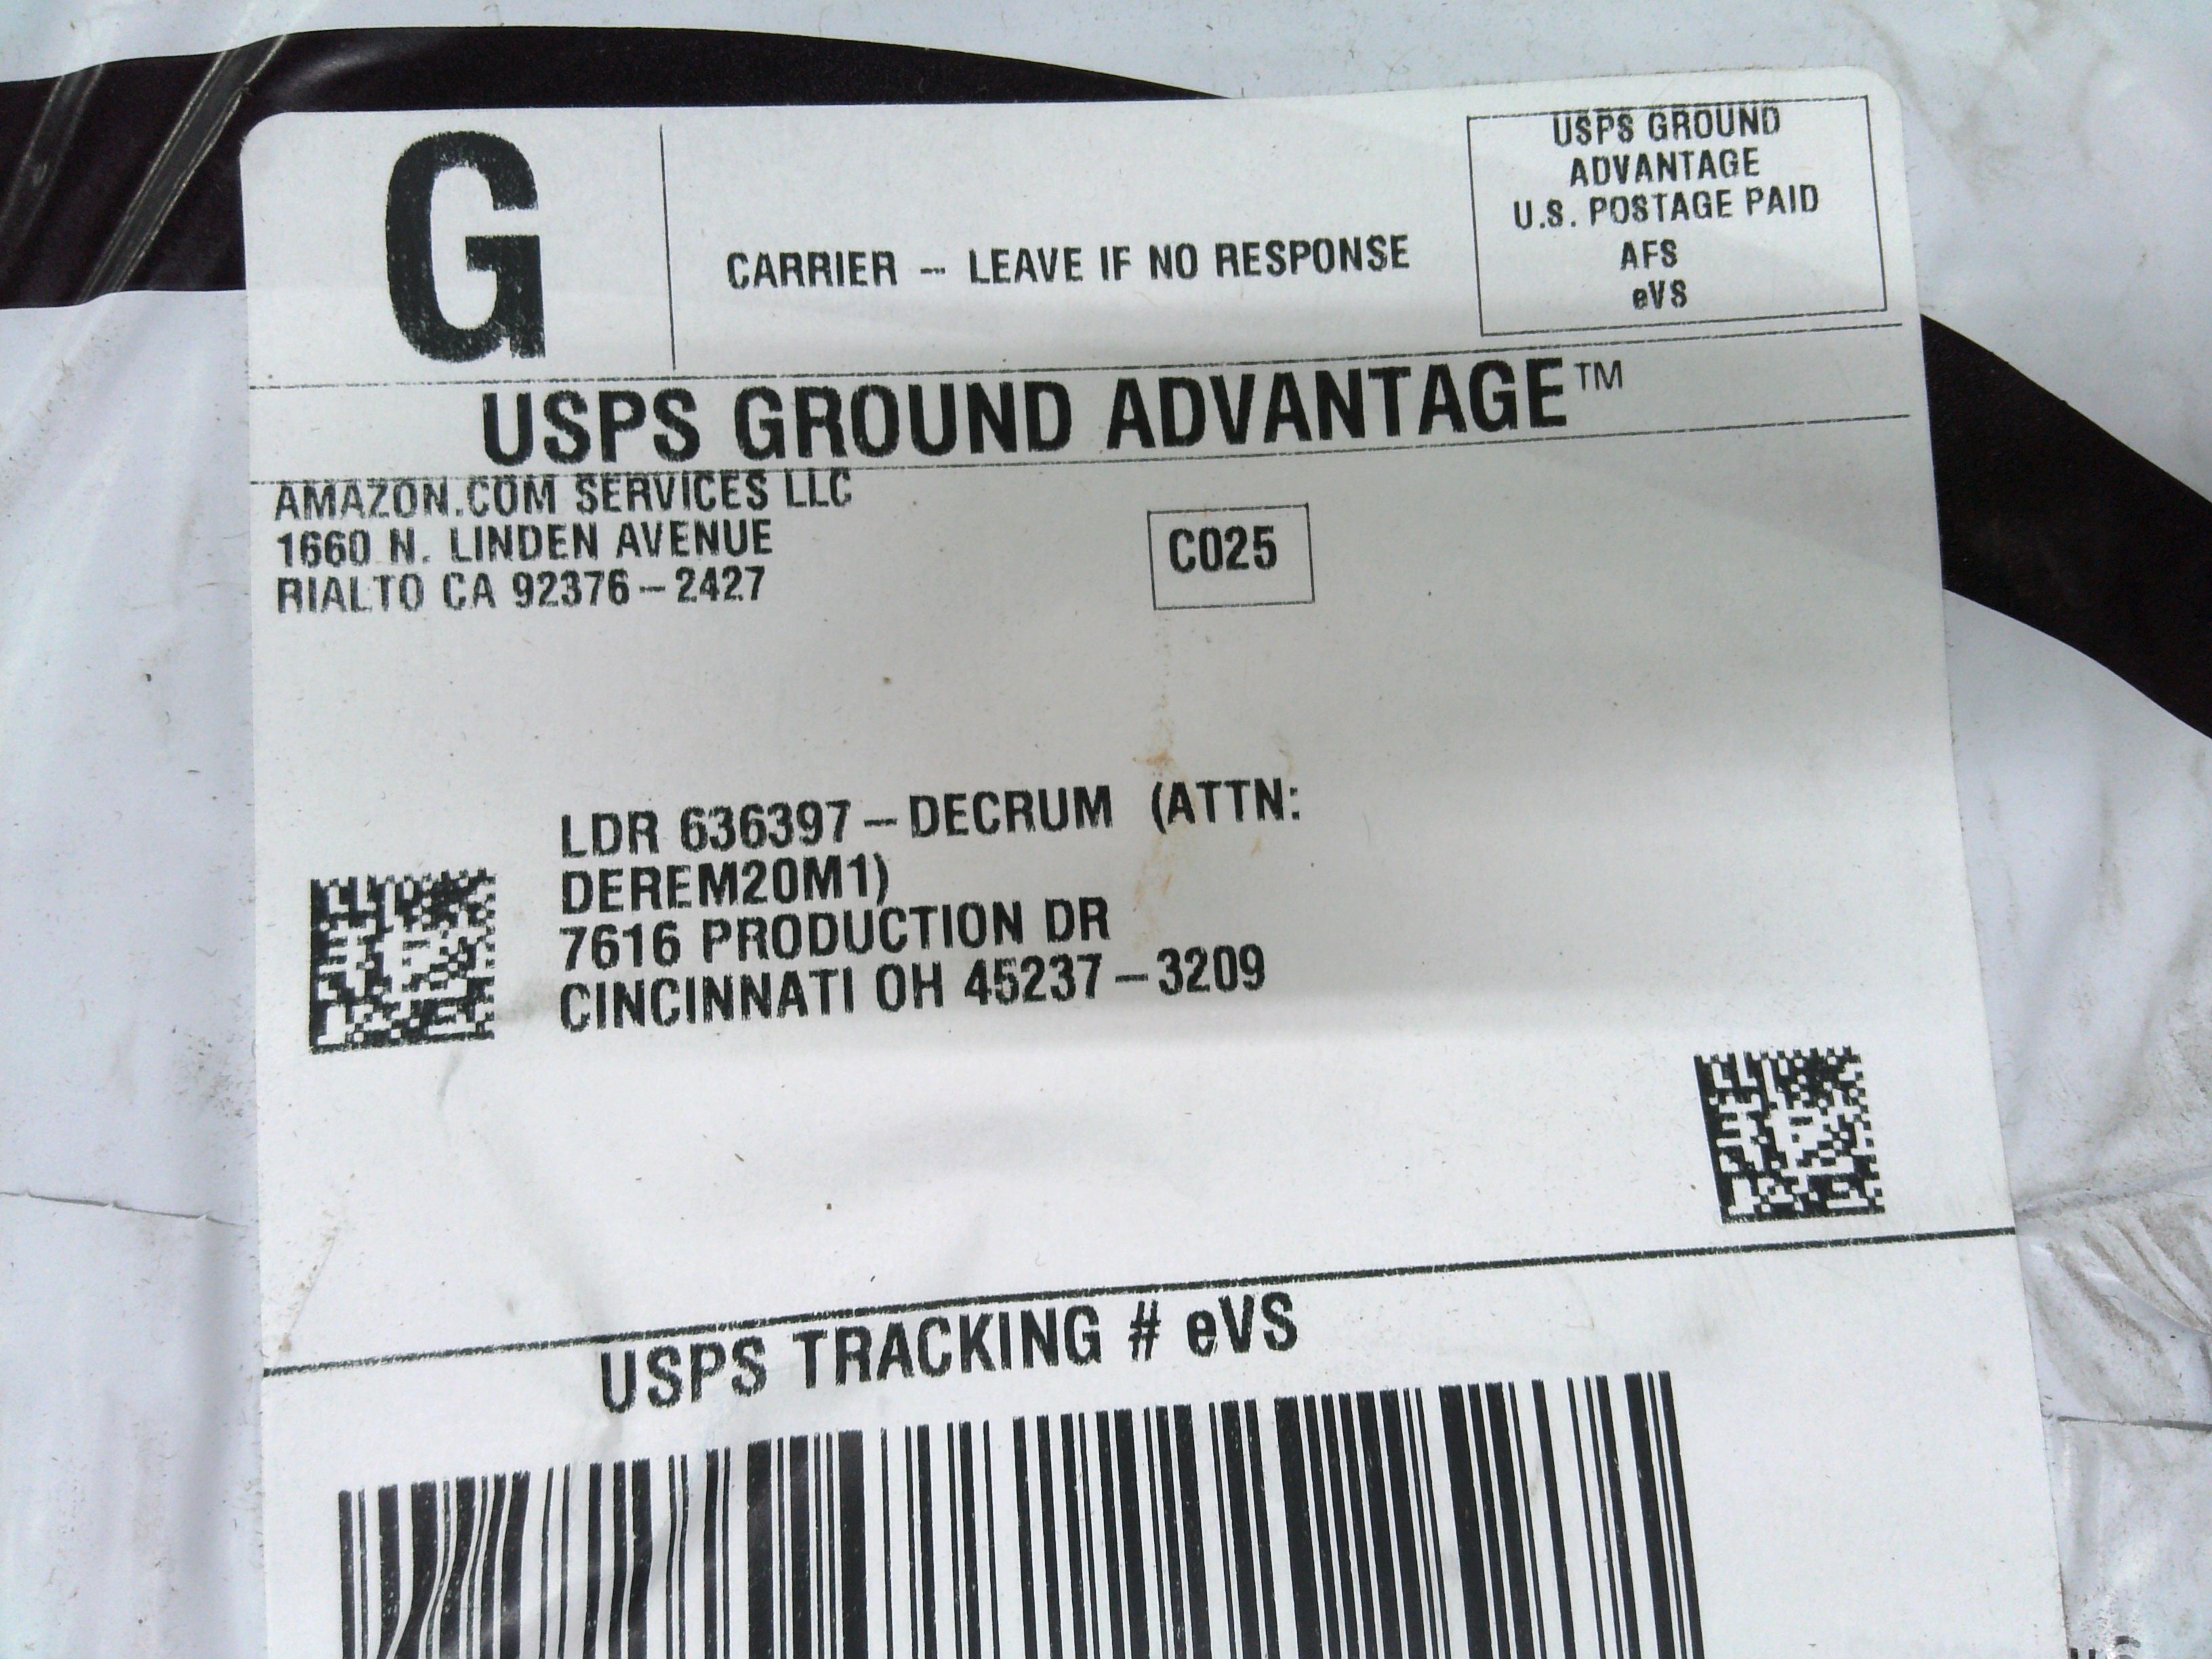 G
CARRIER -- LEAVE IF NO RESPONSE
USPS GROUND
ADVANTAGE
U.S. POSTAGE PAID
AFS
eVS
USPS GROUND ADVANTAGE™
AMAZON.COM SERVICES LLC
1660 N. LINDEN AVENUE
RIALTO CA 92376-2427
C025
LDR 636397-DECRUM (ATTN:
DEREM20M1)
7616 PRODUCTION DR
CINCINNATI OH 45237-3209
USPS TRACKING # eVS